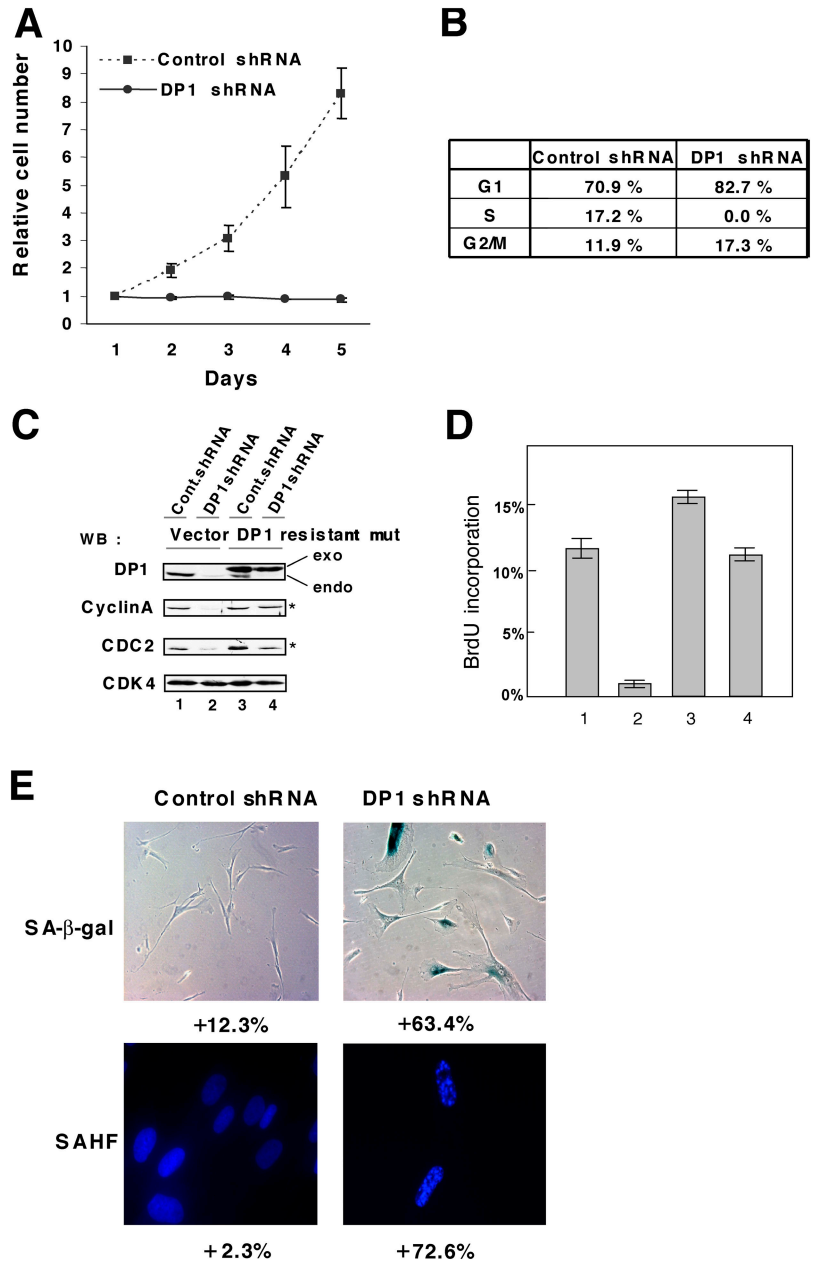 A
Relative cell number
10
9
8
7
6
5
4
3
2
1
0
Control shRNA
DP1 shRNA
1 2 3 4 5
Days
B
Control shRNA DP1 shRNA
G1 70.9 % 82.7 %
S 17.2 % 0.0 %
G2/M 11.9 % 17.3 %
C
Cont.shRNA DP1shRNA Cont.shRNA DP1shRNA
WB : Vector DP1 resistant mut
exo
DP1
endo
CyclinA *
CDC2 *
CDK4
1 2 3 4
D
BrdU incorporation
15%
10%
5%
0%
1 2 3 4
E
Control shRNA DP1 shRNA
SA-β-gal
+12.3% +63.4%
SAHF
+2.3% +72.6%